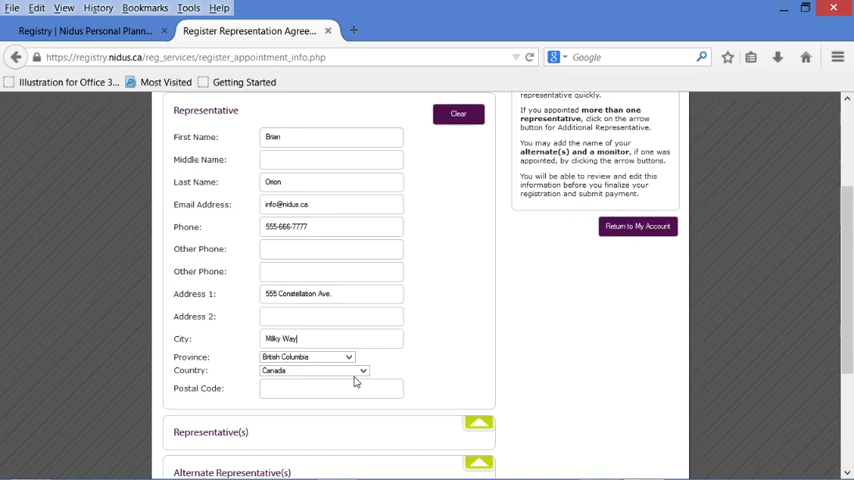 File Edit View History Bookmarks Tools Help
Registry | Nidus Personal Plann... × Register Representation Agree... × +
https://registry.nidus.ca/reg_services/register_appointment_info.php Google
Illustration for Office 3... Most Visited Getting Started
Representative
Clear
First Name: Brian
Middle Name:
Last Name: Orion
Email Address: info@nidus.ca
Phone: 555-666-7777
Other Phone:
Other Phone:
Address 1: 555 Constellation Ave.
Address 2:
City: Milky Way
Province: British Columbia
Country: Canada
Postal Code:
Representative(s)
Alternate Representative(s)
representative quickly.
If you appointed more than one
representative, click on the arrow
button for Additional Representative.
You may add the name of your
alternate(s) and a monitor, if one was
appointed, by clicking the arrow buttons.
You will be able to review and edit this
information before you finalize your
registration and submit payment.
Return to My Account